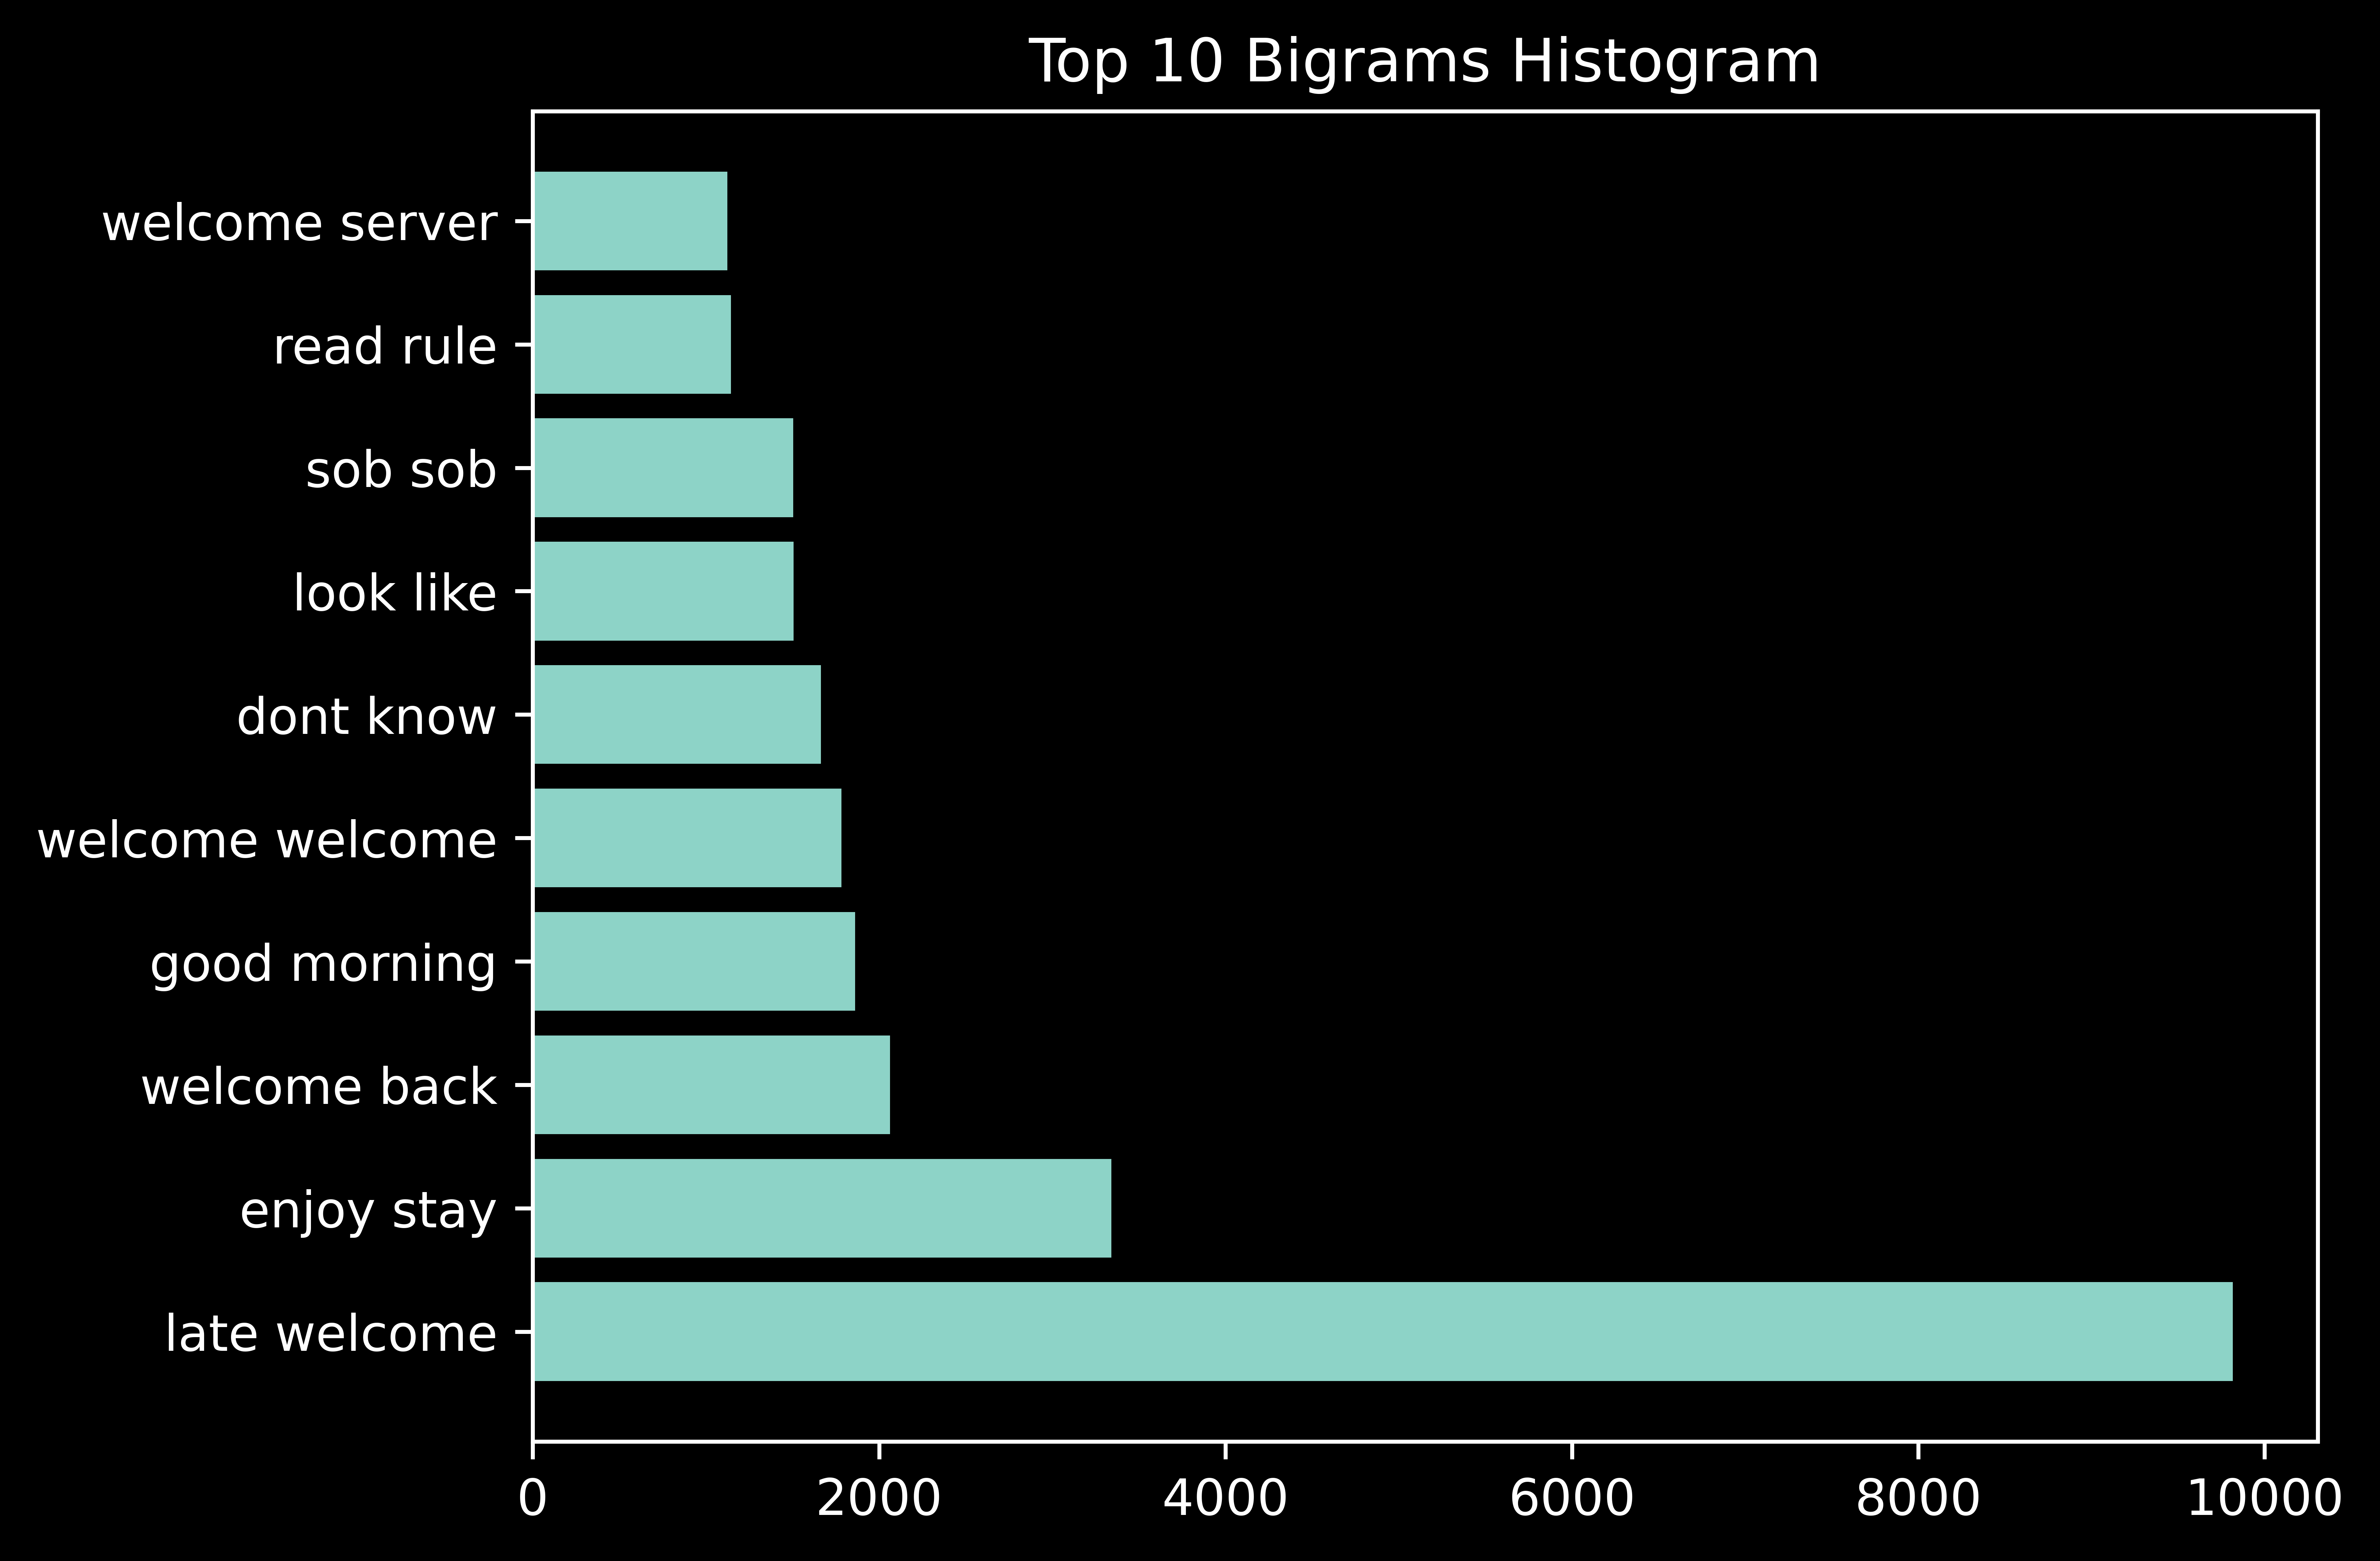 Top 10 Bigrams Histogram
welcome server
read rule
sob sob
look like
dont know
welcome welcome
good morning
welcome back
enjoy stay
late welcome
0 2000 4000 6000 8000 10000